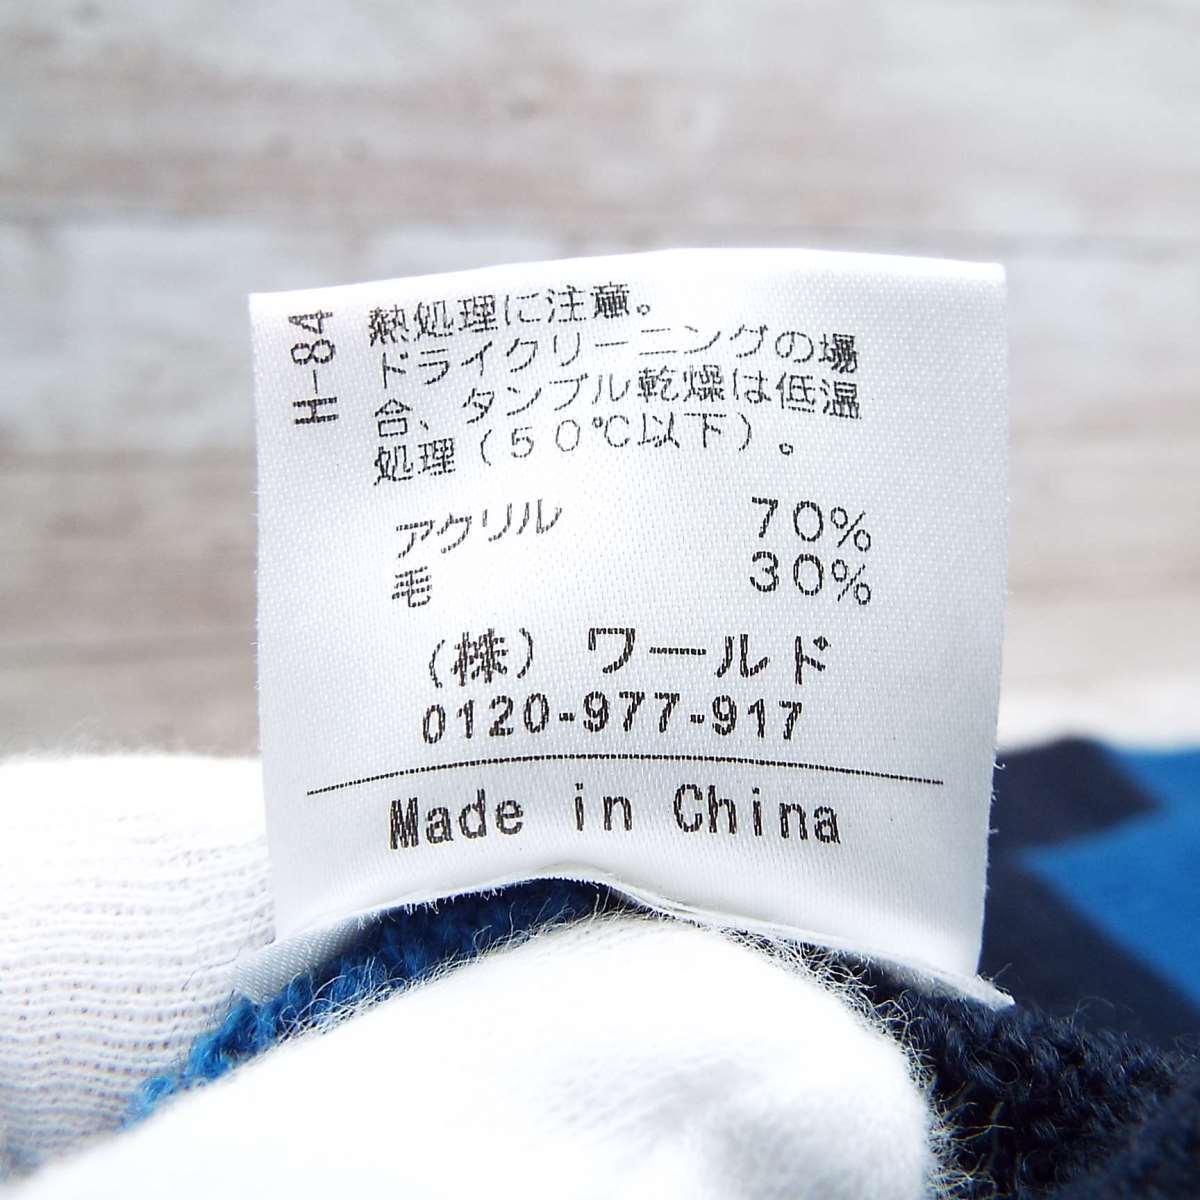 H-84
熱処理に注意。
ドライクリーニングの場
合、タンブル乾燥は低温
処理(50℃以下)。
アクリル 70%
毛 30%
(株) ワールド
0120-977-917
Made in China